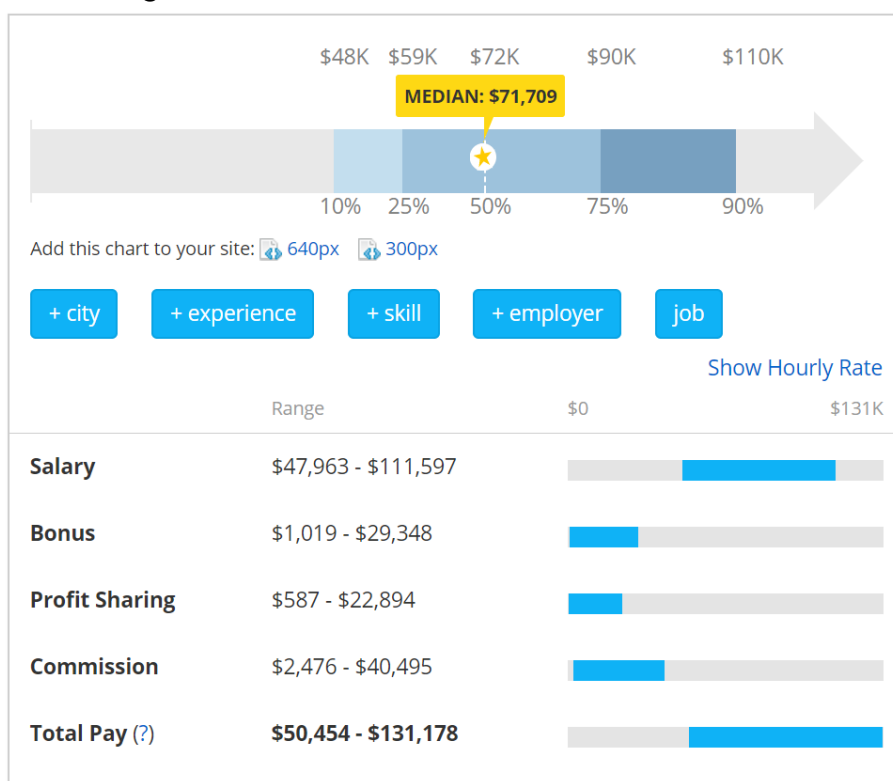 $48K $59K $72K $90K $110K
MEDIAN: $71,709
10% 25% 50% 75% 90%
Add this chart to your site: 640px 300px
+ city + experience + skill + employer job
Show Hourly Rate
Range $0 $131K
Salary $47,963 - $111,597
Bonus $1,019 - $29,348
Profit Sharing $587 - $22,894
Commission $2,476 - $40,495
Total Pay (?) $50,454 - $131,178